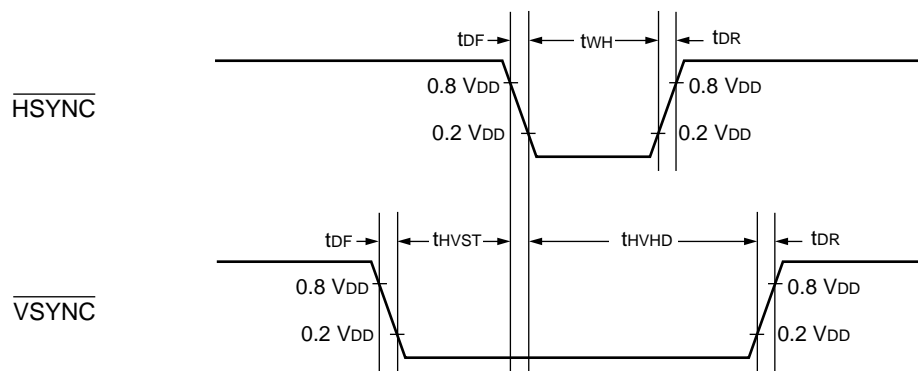 tDF tWH tDR
HSYNC
0.8 VDD 0.8 VDD
0.2 VDD 0.2 VDD
tDF tHVST tHVHD tDR
VSYNC
0.8 VDD 0.8 VDD
0.2 VDD 0.2 VDD